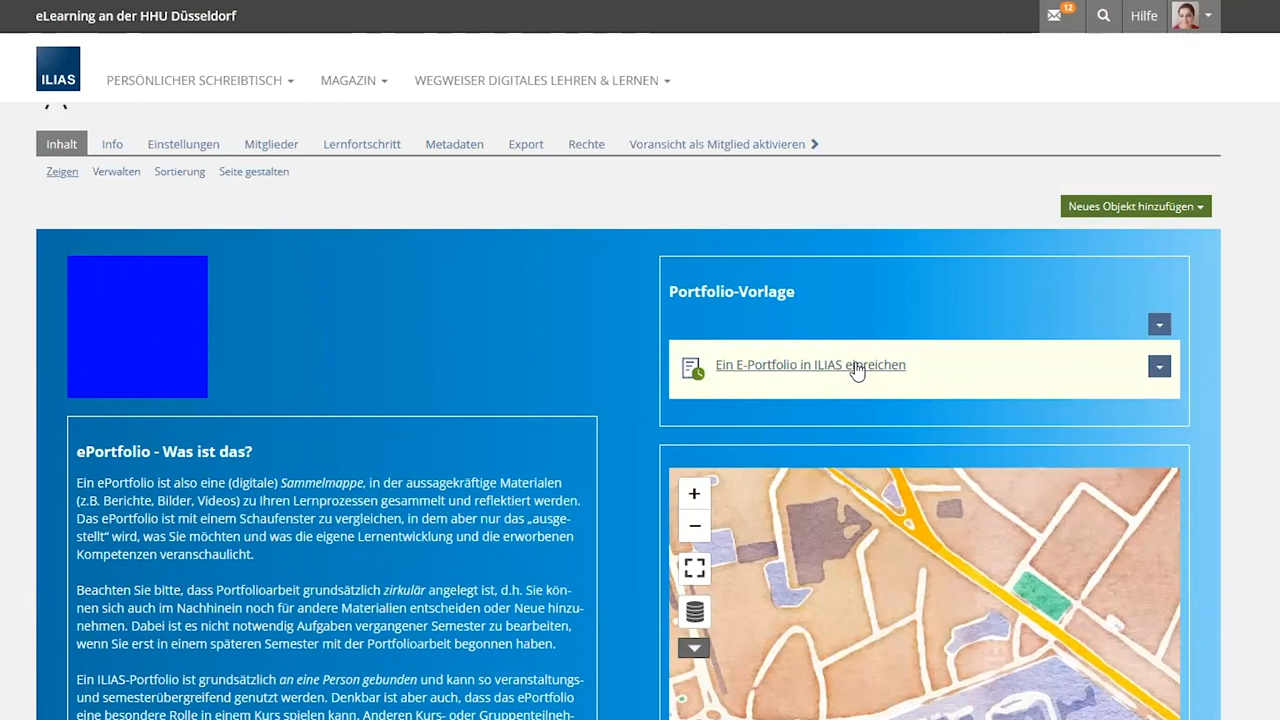 eLearning an der HHU Düsseldorf
12
Hilfe
ILIAS
PERSÖNLICHER SCHREIBTISCH
MAGAZIN
WEGWEISER DIGITALES LEHREN & LERNEN
Inhalt
Info
Einstellungen
Mitglieder
Lernfortschritt
Metadaten
Export
Rechte
Voransicht als Mitglied aktivieren
Zeigen
Verwalten
Sortierung
Seite gestalten
Neues Objekt hinzufügen
Portfolio-Vorlage
Ein E-Portfolio in ILIAS einreichen
ePortfolio - Was ist das?
Ein ePortfolio ist also eine (digitale) Sammelmappe, in der aussagekräftige Materialen
(z.B. Berichte, Bilder, Videos) zu Ihren Lernprozessen gesammelt und reflektiert werden.
Das ePortfolio ist mit einem Schaufenster zu vergleichen, in dem aber nur das „ausge-
stellt“ wird, was Sie möchten und was die eigene Lernentwicklung und die erworbenen
Kompetenzen veranschaulicht.
Beachten Sie bitte, dass Portfolioarbeit grundsätzlich zirkulär angelegt ist, d.h. Sie kön-
nen sich auch im Nachhinein noch für andere Materialien entscheiden oder Neue hinzu-
nehmen. Dabei ist es nicht notwendig Aufgaben vergangener Semester zu bearbeiten,
wenn Sie erst in einem späteren Semester mit der Portfolioarbeit begonnen haben.
Ein ILIAS-Portfolio ist grundsätzlich an eine Person gebunden und kann so veranstaltungs-
und semesterübergreifend genutzt werden. Denkbar ist aber auch, dass das ePortfolio
eine besondere Rolle in einem Kurs spielen kann. Anderen Kurs- oder Gruppenteilneh-
+
−